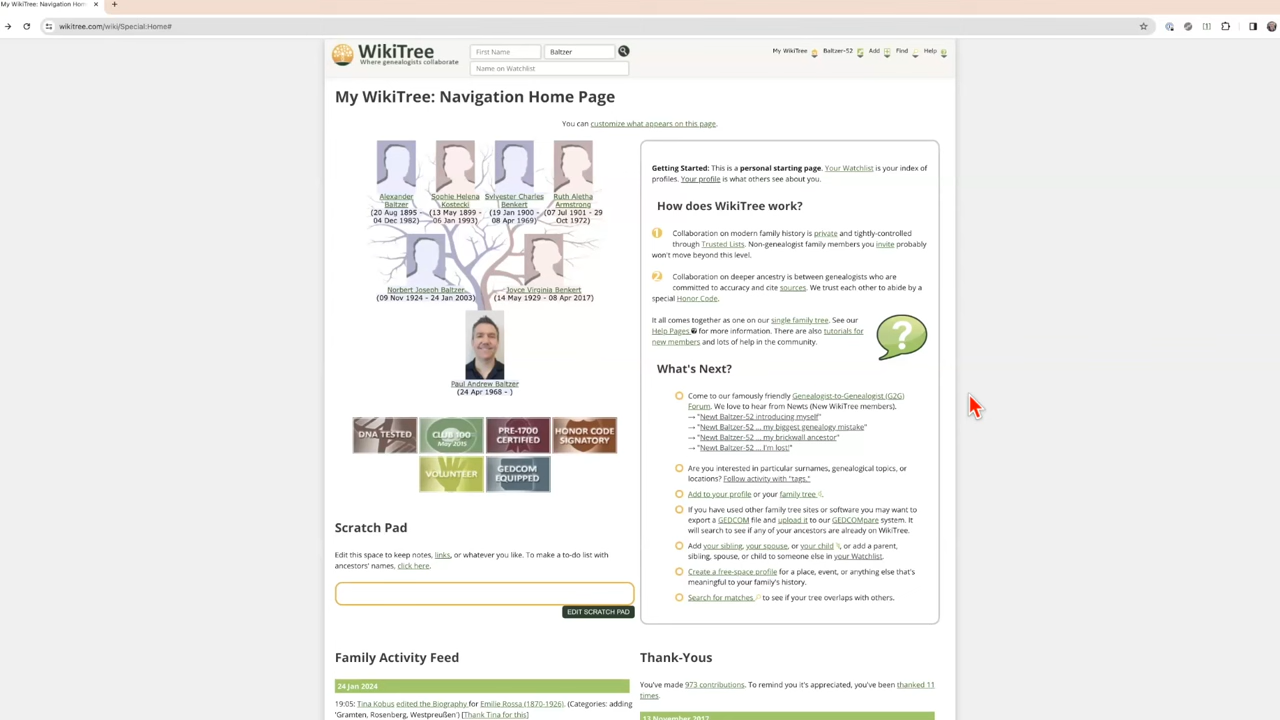 My WikiTree: Navigation Hom
wikitree.com/wiki/Special:Home#
WikiTree
Where genealogists collaborate
First Name
Baltzer
Name on Watchlist
My WikiTree
Baltzer-52
Add
Find
Help
My WikiTree: Navigation Home Page
You can customize what appears on this page.
Alexander
Baltzer
(20 Aug 1895 -
04 Dec 1982)
Sophie Helena
Kostecki
(13 May 1899 -
06 Jan 1993)
Sylvester Charles
Benkert
(19 Jan 1900 -
08 Apr 1969)
Ruth Aletha
Armstrong
(07 Jul 1901 - 29
Oct 1972)
Norbert Joseph Baltzer
(09 Nov 1924 - 24 Jan 2003)
Joyce Virginia Benkert
(14 May 1929 - 08 Apr 2017)
Paul Andrew Baltzer
(24 Apr 1968 - )
DNA TESTED
CLUB 100
May 2015
PRE-1700
CERTIFIED
HONOR CODE
SIGNATORY
VOLUNTEER
GEDCOM
EQUIPPED
Scratch Pad
Edit this space to keep notes, links, or whatever you like. To make a to-do list with
ancestors' names, click here.
EDIT SCRATCH PAD
Family Activity Feed
24 Jan 2024
19:05: Tina Kobus edited the Biography for Emilie Rossa (1870-1926). (Categories: adding
'Gramten, Rosenberg, Westpreußen') [Thank Tina for this]
Getting Started: This is a personal starting page. Your Watchlist is your index of
profiles. Your profile is what others see about you.
How does WikiTree work?
1 Collaboration on modern family history is private and tightly-controlled
through Trusted Lists. Non-genealogist family members you invite probably
won't move beyond this level.
2 Collaboration on deeper ancestry is between genealogists who are
committed to accuracy and cite sources. We trust each other to abide by a
special Honor Code.
It all comes together as one on our single family tree. See our
Help Pages for more information. There are also tutorials for
new members and lots of help in the community.
?
What's Next?
Come to our famously friendly Genealogist-to-Genealogist (G2G)
Forum. We love to hear from Newts (New WikiTree members).
→ "Newt Baltzer-52 introducing myself"
→ "Newt Baltzer-52 ... my biggest genealogy mistake"
→ "Newt Baltzer-52 ... my brickwall ancestor"
→ "Newt Baltzer-52 ... I'm lost!"
Are you interested in particular surnames, genealogical topics, or
locations? Follow activity with "tags."
Add to your profile or your family tree
If you have used other family tree sites or software you may want to
export a GEDCOM file and upload it to our GEDCOMpare system. It
will search to see if any of your ancestors are already on WikiTree.
Add your sibling, your spouse, or your child, or add a parent,
sibling, spouse, or child to someone else in your Watchlist.
Create a free-space profile for a place, event, or anything else that's
meaningful to your family's history.
Search for matches to see if your tree overlaps with others.
Thank-Yous
You've made 973 contributions. To remind you it's appreciated, you've been thanked 11
times.
13 November 2017